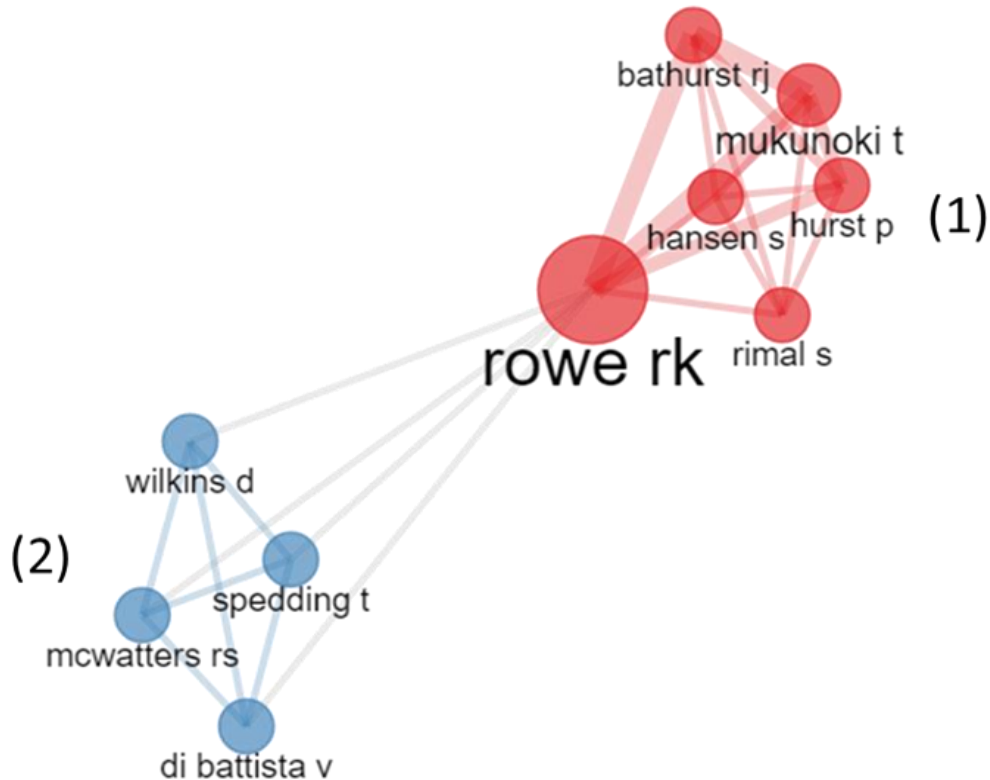 bathurst rj
mukunoki t
hurst p
(1)
hansen s
rimal s
rowe rk
wilkins d
(2)
spedding t
mcwatters rs
di battista v